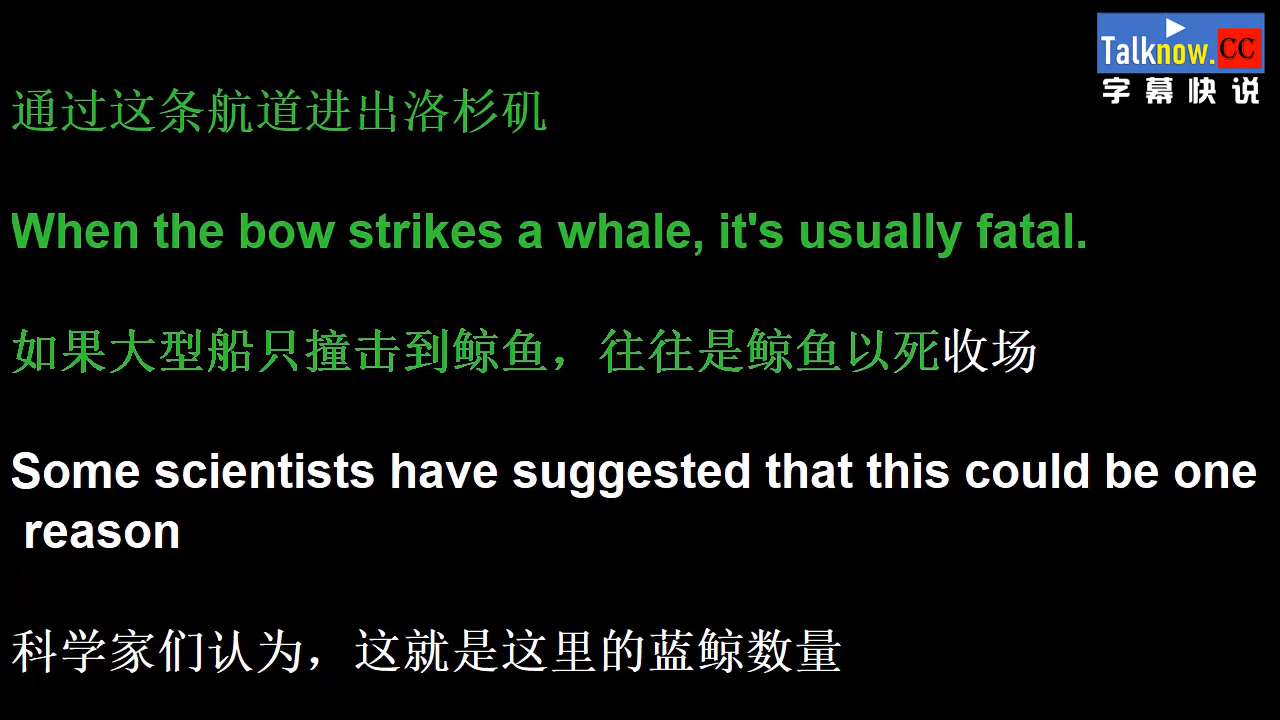 Talknow.CC
字幕快说
通过这条航道进出洛杉矶
When the bow strikes a whale, it's usually fatal.
如果大型船只撞击到鲸鱼，往往是鲸鱼以死收场
Some scientists have suggested that this could be one
reason
科学家们认为，这就是这里的蓝鲸数量